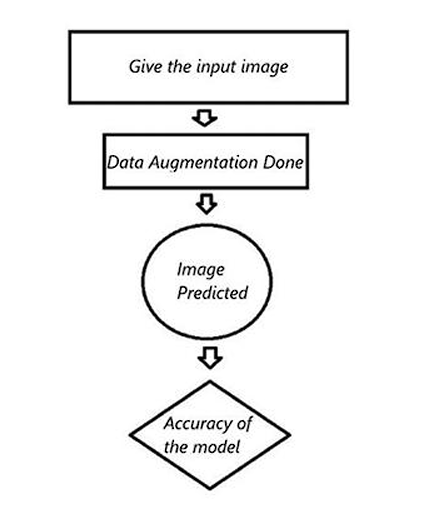 Give the input image
Data Augmentation Done
Image
Predicted
Accuracy of
the model